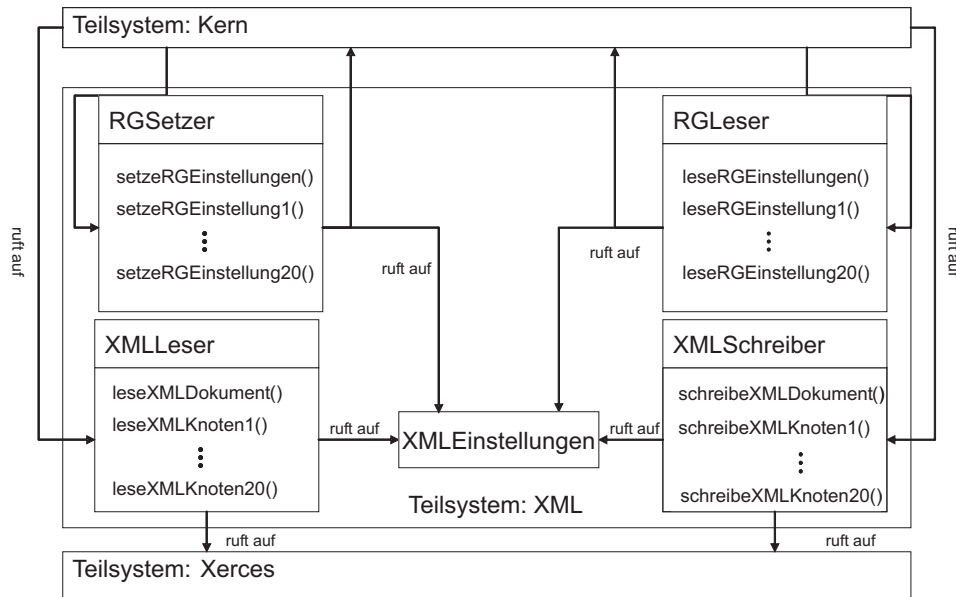 Teilsystem: Kern
RGSetzer
setzeRGEinstellungen()
setzeRGEinstellung1()
setzeRGEinstellung20()
RGLeser
leseRGEinstellungen()
leseRGEinstellung1()
leseRGEinstellung20()
ruft auf
ruft auf
ruft auf
ruft auf
XMLLeser
leseXMLDokument()
leseXMLKnoten1()
leseXMLKnoten20()
ruft auf
XMLEinstellungen
ruft auf
XMLSchreiber
schreibeXMLDokument()
schreibeXMLKnoten1()
schreibeXMLKnoten20()
Teilsystem: XML
ruft auf
ruft auf
Teilsystem: Xerces